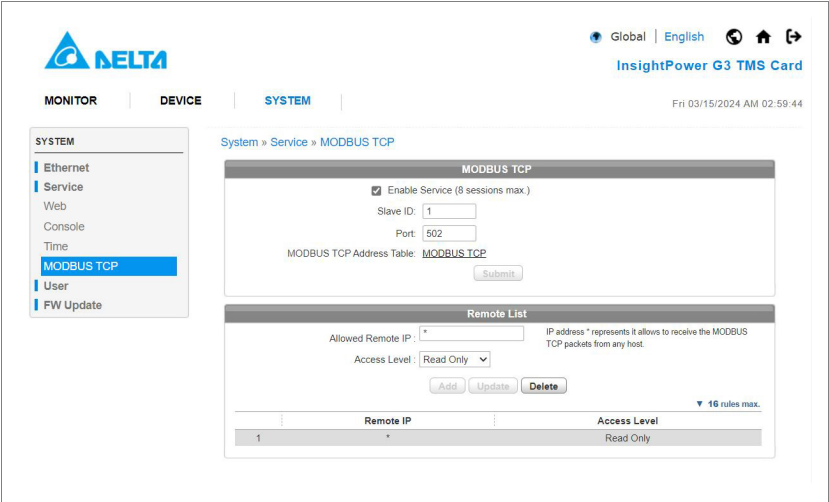 Global | English
DELTA
InsightPower G3 TMS Card
MONITOR DEVICE SYSTEM
Fri 03/15/2024 AM 02:59:44
SYSTEM
Ethernet
Service
Web
Console
Time
MODBUS TCP
User
FW Update
System » Service » MODBUS TCP
MODBUS TCP
Enable Service (8 sessions max.)
Slave ID: 1
Port: 502
MODBUS TCP Address Table: MODBUS TCP
Submit
Remote List
Allowed Remote IP : *
IP address * represents it allows to receive the MODBUS
TCP packets from any host.
Access Level : Read Only
Add Update Delete
▼ 16 rules max.
Remote IP Access Level
1 * Read Only